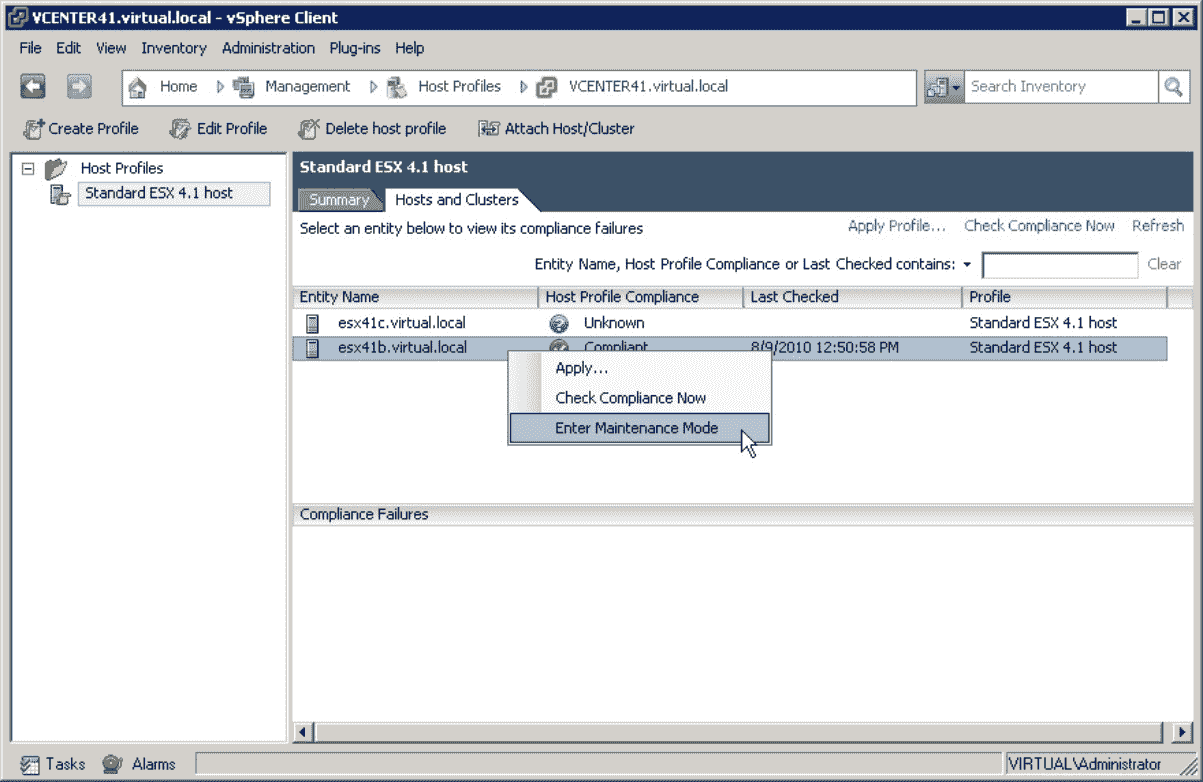 VCENTER41.virtual.local - vSphere Client
File Edit View Inventory Administration Plug-ins Help
Home Management Host Profiles VCENTER41.virtual.local Search Inventory
Create Profile Edit Profile Delete host profile Attach Host/Cluster
Host Profiles
Standard ESX 4.1 host
Standard ESX 4.1 host
Summary Hosts and Clusters
Select an entity below to view its compliance failures Apply Profile... Check Compliance Now Refresh
Entity Name, Host Profile Compliance or Last Checked contains: Clear
Entity Name Host Profile Compliance Last Checked Profile
esx41c.virtual.local Unknown Standard ESX 4.1 host
esx41b.virtual.local Compliant 8/9/2010 12:50:58 PM Standard ESX 4.1 host
Apply...
Check Compliance Now
Enter Maintenance Mode
Compliance Failures
Tasks Alarms VIRTUAL\Administrator